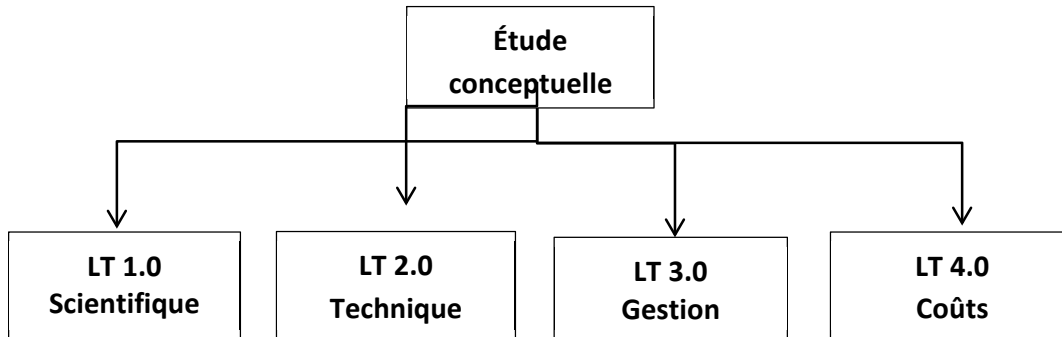 Étude
conceptuelle
LT 1.0
Scientifique
LT 2.0
Technique
LT 3.0
Gestion
LT 4.0
Coûts